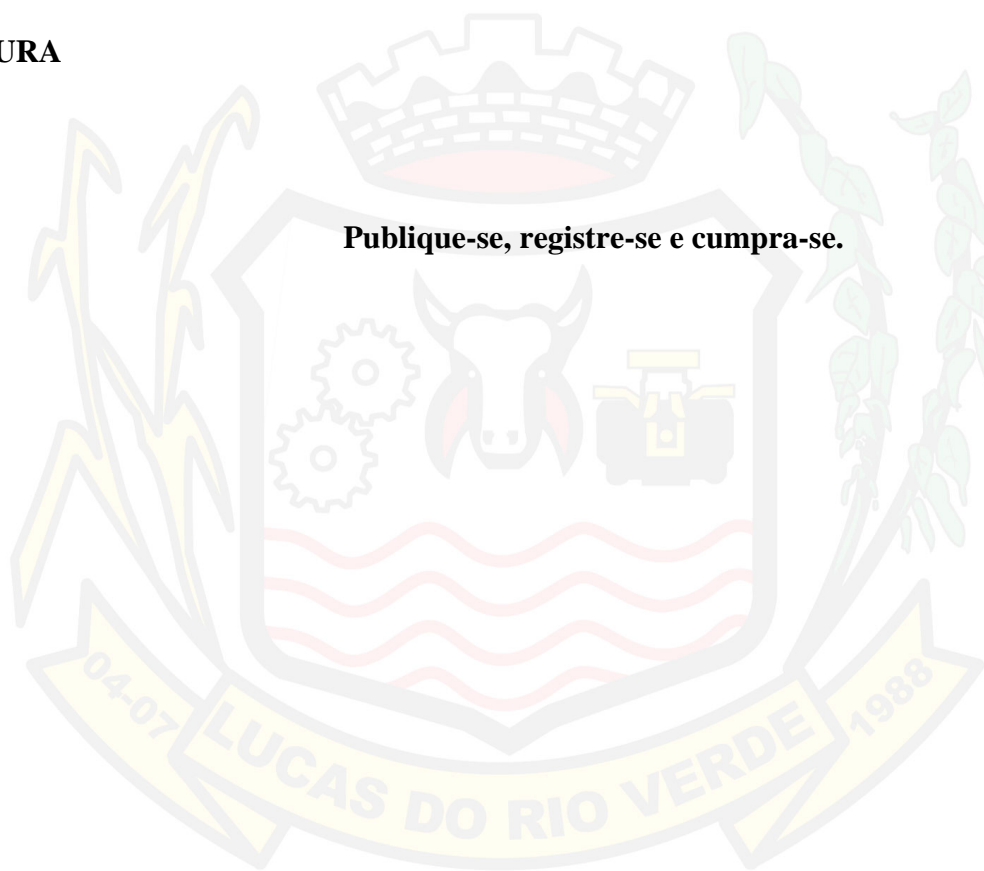 URA
Publique-se, registre-se e cumpra-se.
04-07
LUCAS DO RIO VERDE
1988